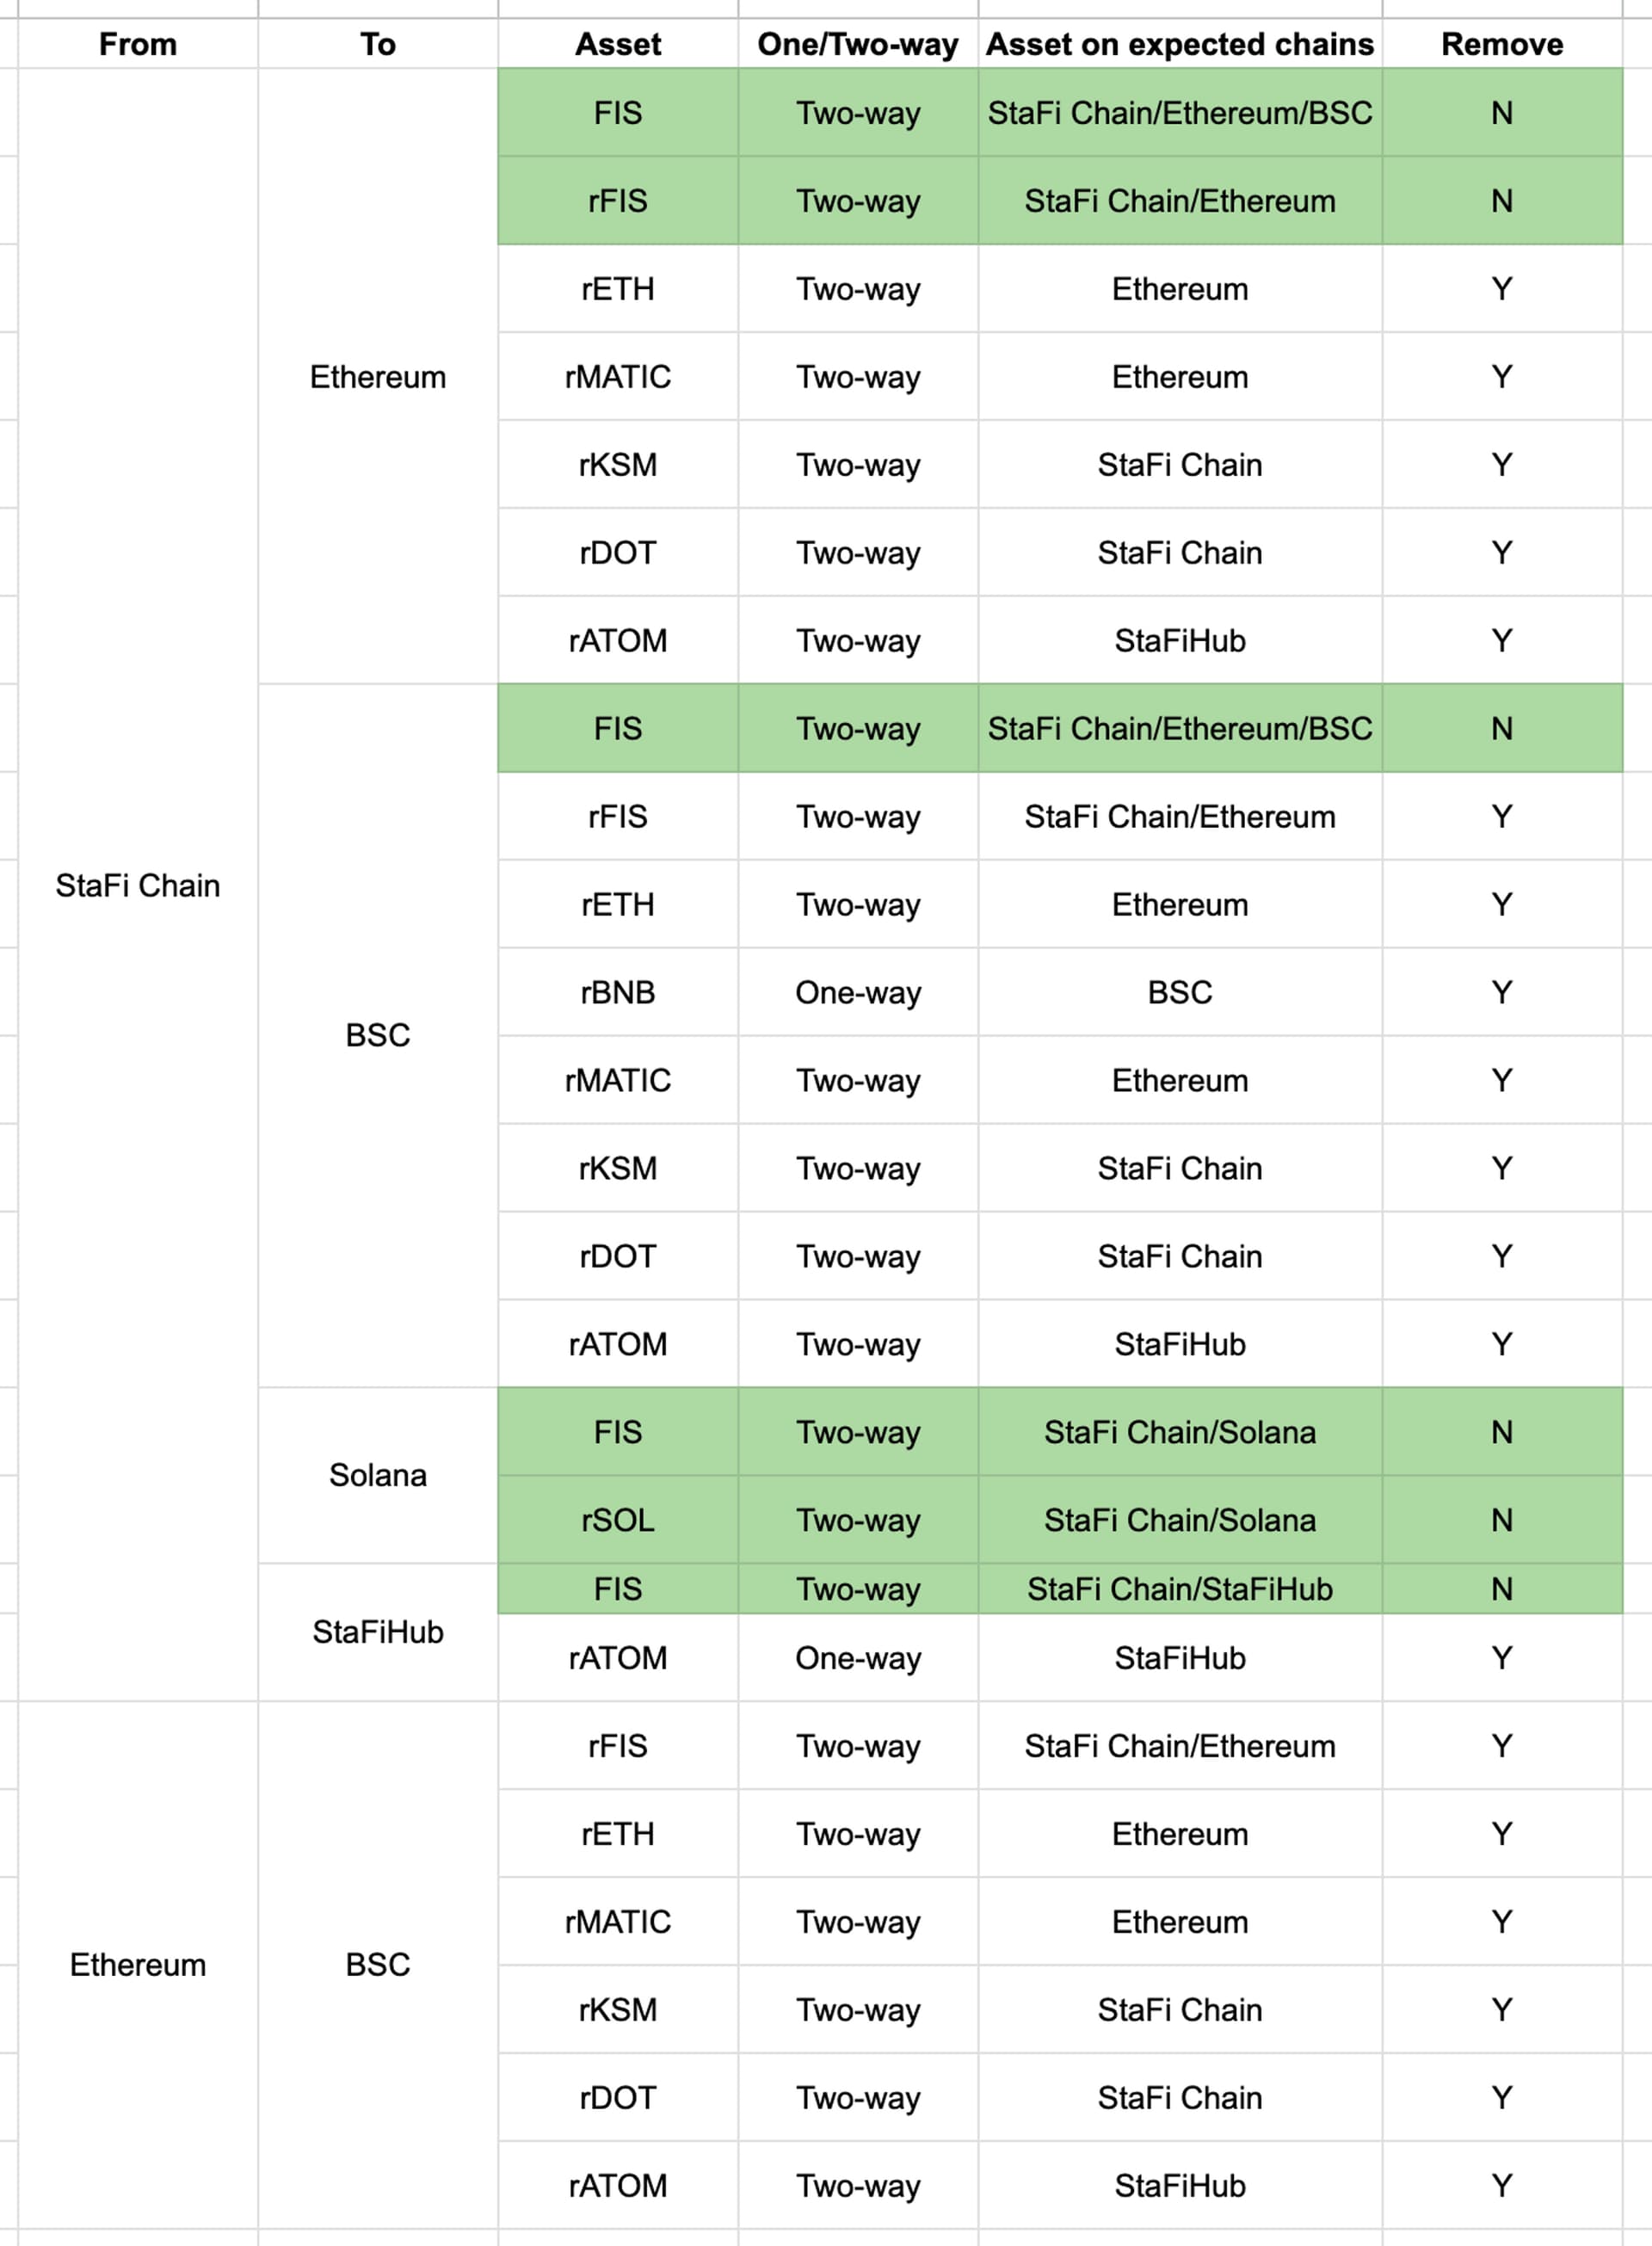 From To Asset One/Two-way Asset on expected chains Remove
FIS Two-way StaFi Chain/Ethereum/BSC N
rFIS Two-way StaFi Chain/Ethereum N
rETH Two-way Ethereum Y
Ethereum rMATIC Two-way Ethereum Y
rKSM Two-way StaFi Chain Y
rDOT Two-way StaFi Chain Y
rATOM Two-way StaFiHub Y
FIS Two-way StaFi Chain/Ethereum/BSC N
rFIS Two-way StaFi Chain/Ethereum Y
StaFi Chain
rETH Two-way Ethereum Y
rBNB One-way BSC Y
BSC
rMATIC Two-way Ethereum Y
rKSM Two-way StaFi Chain Y
rDOT Two-way StaFi Chain Y
rATOM Two-way StaFiHub Y
FIS Two-way StaFi Chain/Solana N
Solana
rSOL Two-way StaFi Chain/Solana N
FIS Two-way StaFi Chain/StaFiHub N
StaFiHub
rATOM One-way StaFiHub Y
rFIS Two-way StaFi Chain/Ethereum Y
rETH Two-way Ethereum Y
rMATIC Two-way Ethereum Y
Ethereum BSC
rKSM Two-way StaFi Chain Y
rDOT Two-way StaFi Chain Y
rATOM Two-way StaFiHub Y